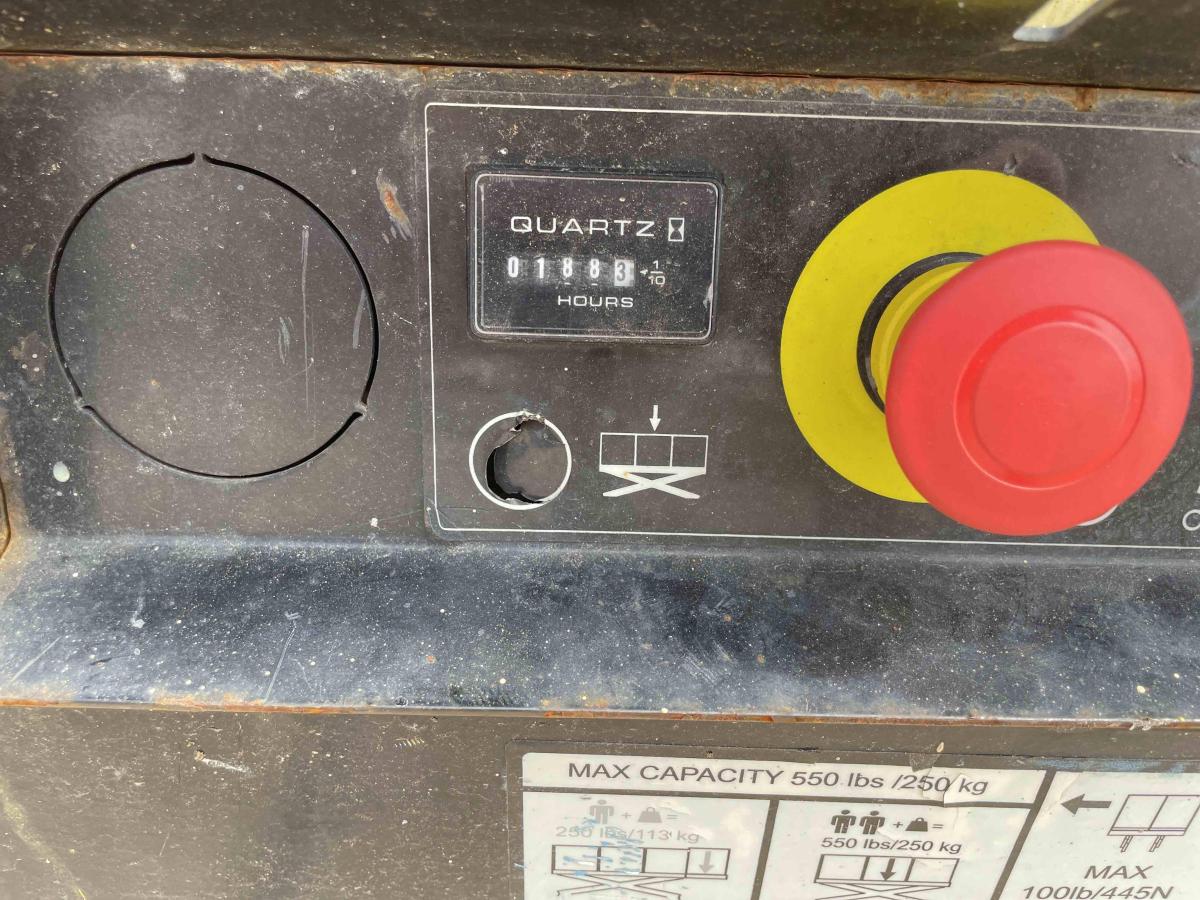 QUARTZ
01883 1/10
HOURS
MAX CAPACITY 550 lbs /250 kg
250 lbs/113 kg
+ =
550 lbs/250 kg
+ =
MAX
100lb/445N